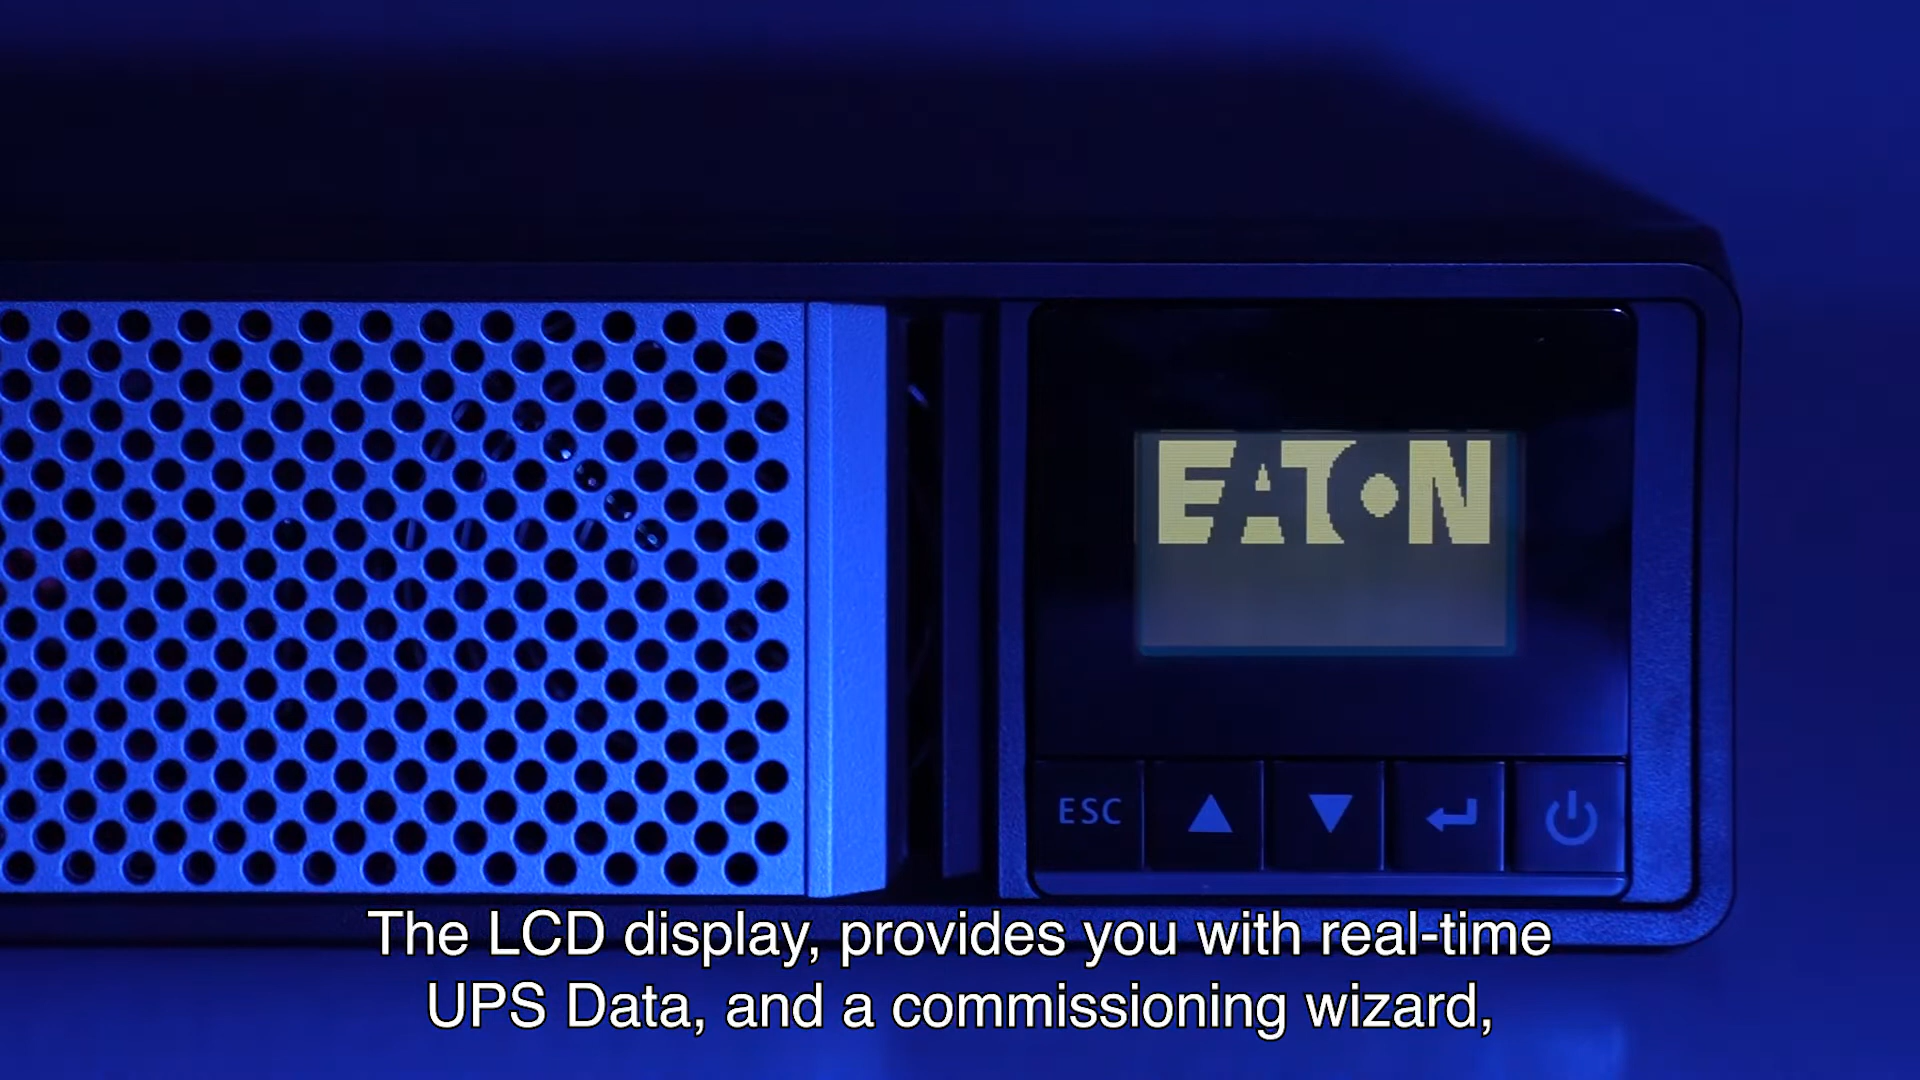 EATON
ESC
The LCD display, provides you with real-time
UPS Data, and a commissioning wizard,